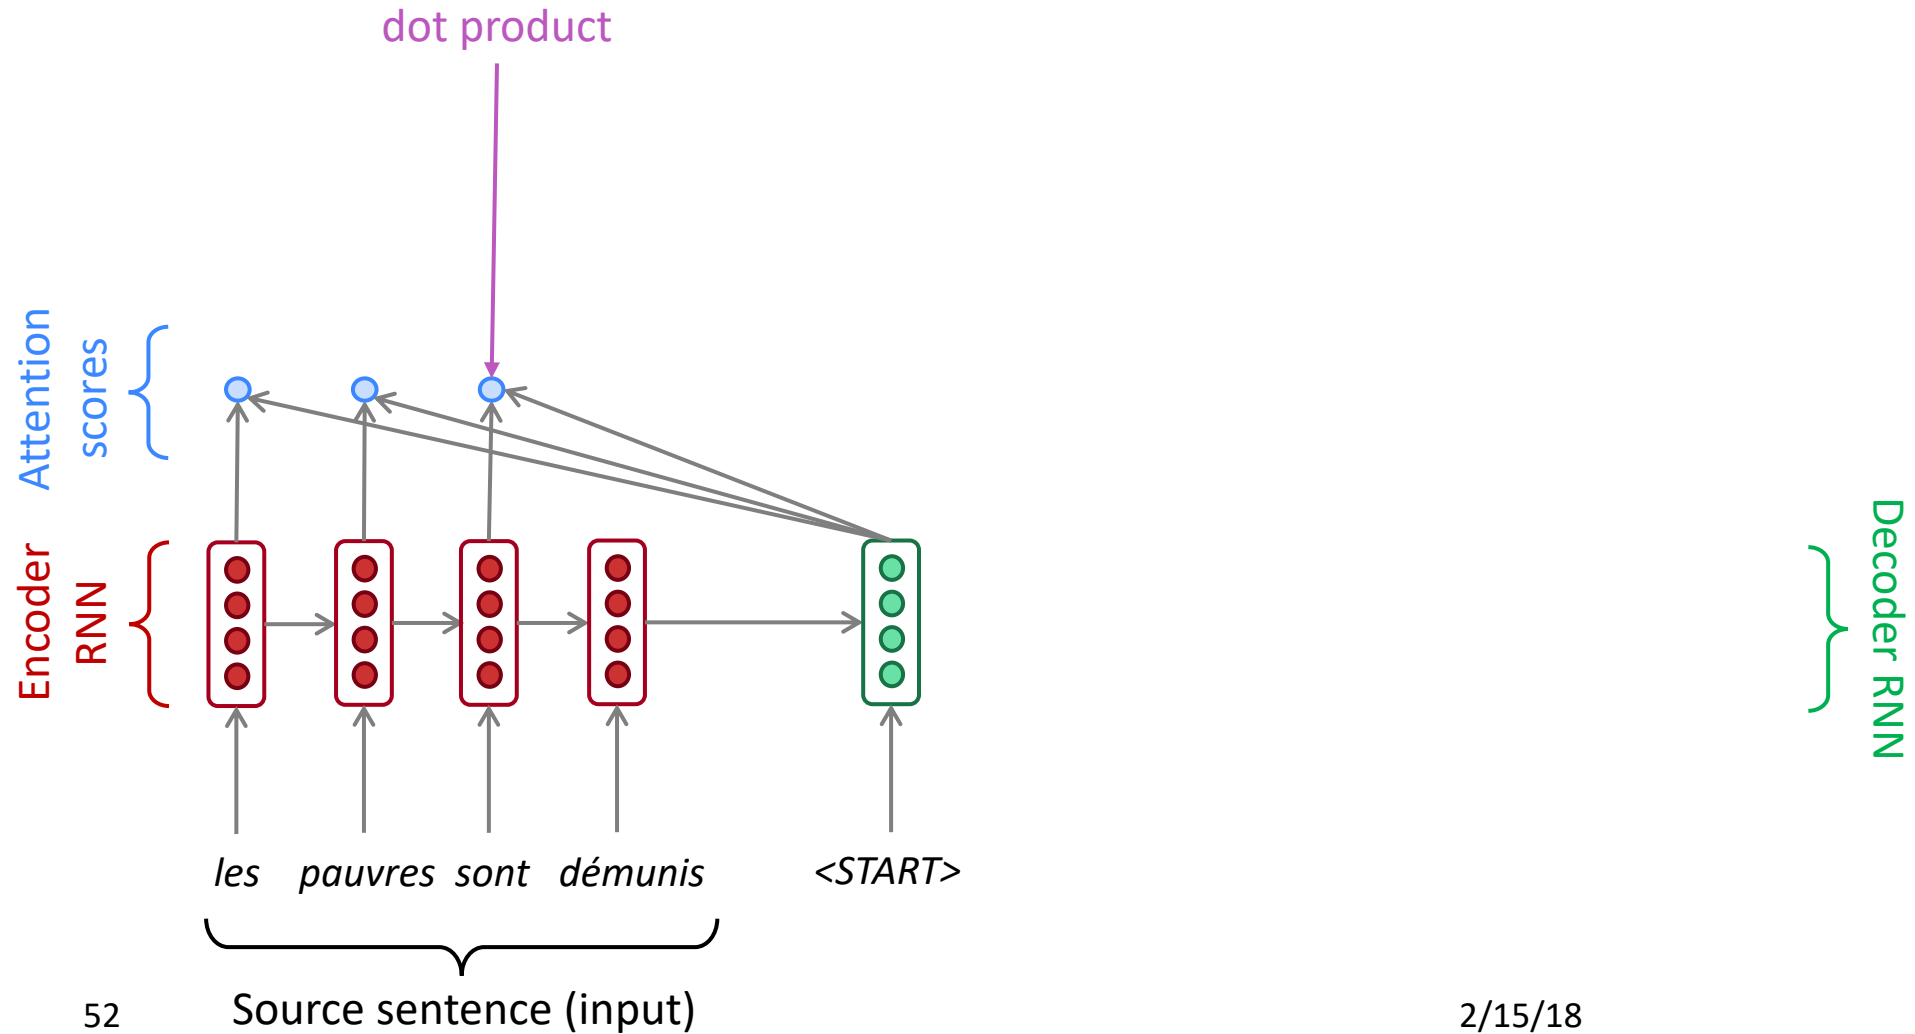 dot product
Attention
scores
Encoder
RNN
Decoder RNN
les pauvres sont démunis <START>
Source sentence (input)
52
2/15/18